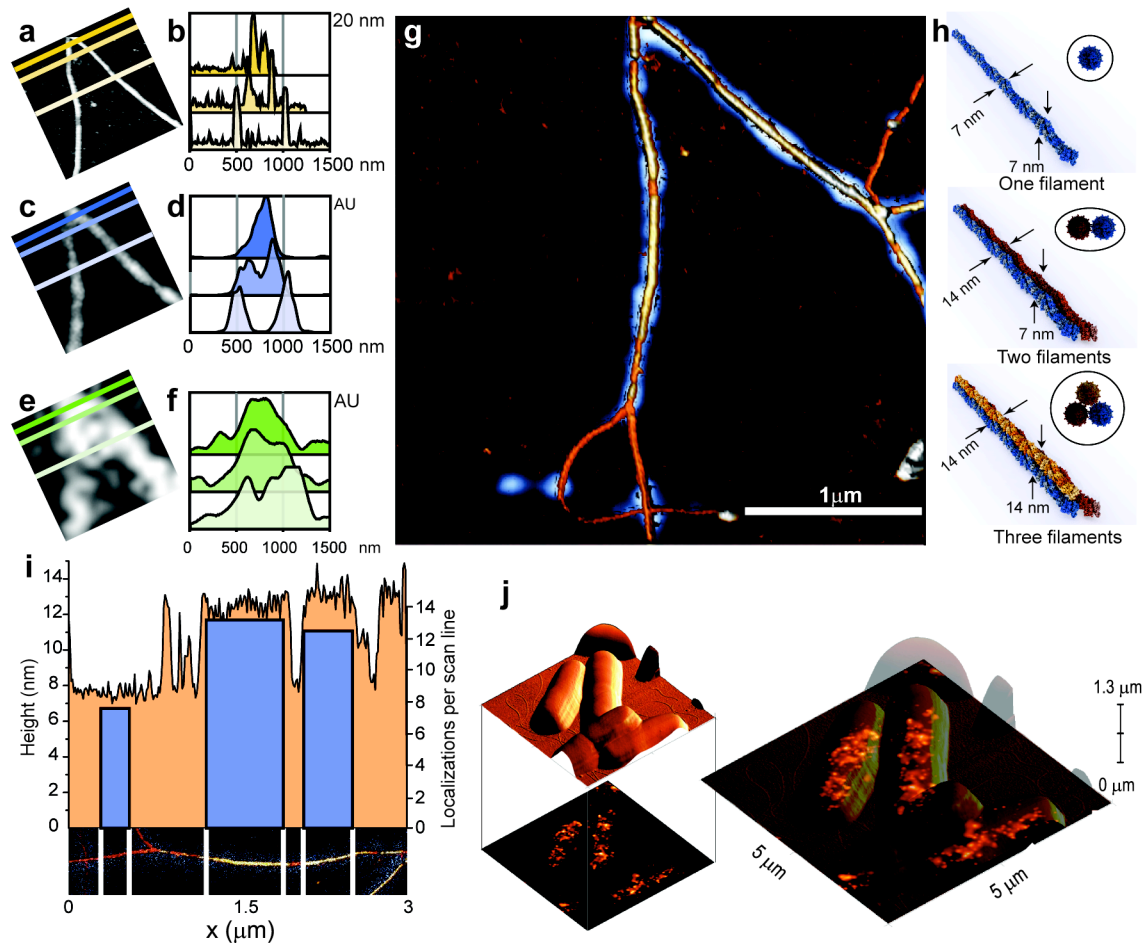 a
b
20 nm
0 500 1000 1500 nm
c
d
AU
0 500 1000 1500 nm
e
f
AU
0 500 1000 1500
nm
g
1μm
h
7 nm
7 nm
One filament
14 nm
7 nm
Two filaments
14 nm
14 nm
Three filaments
i
Height (nm)
14
12
10
8
6
4
2
0
14
12
10
8
6
4
2
0
Localizations per scan line
0 1.5 3
x (μm)
j
1.3 μm
0 μm
5 μm
5 μm